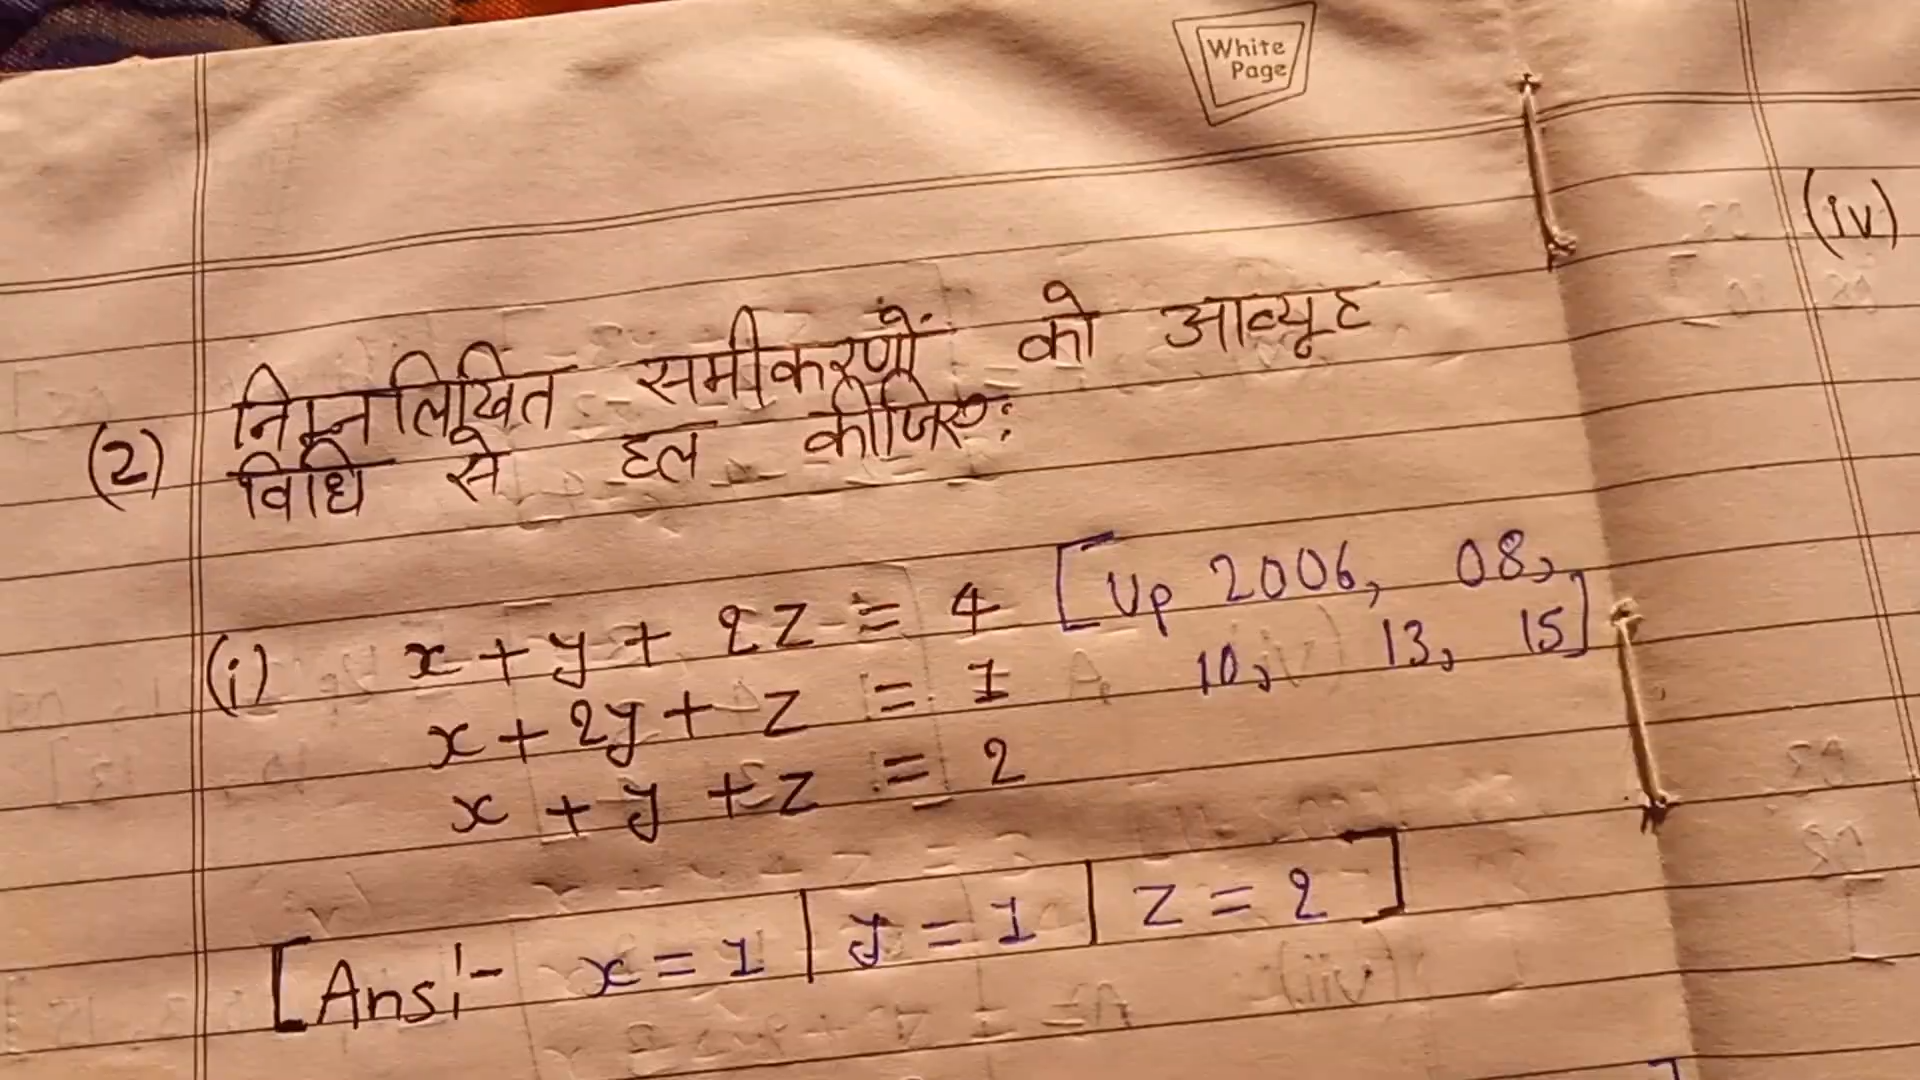 White
Page
(iv)
(2) निम्नलिखित समीकरणों को आव्यूह
विधि से हल कीजिए:
(i) x + y + 2z = 4 [Up 2006, 08,
x + 2y + z = 1 10, 13, 15]
x + y + z = 2
[Ans:- x = 1 | y = 1 | z = 2]